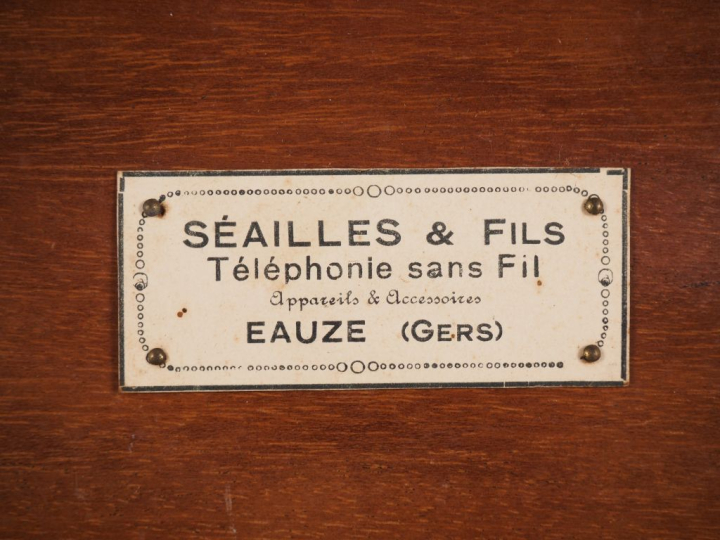 SÉAILLES & FILS
Téléphonie sans Fil
Appareils & Accessoires
EAUZE (GERS)